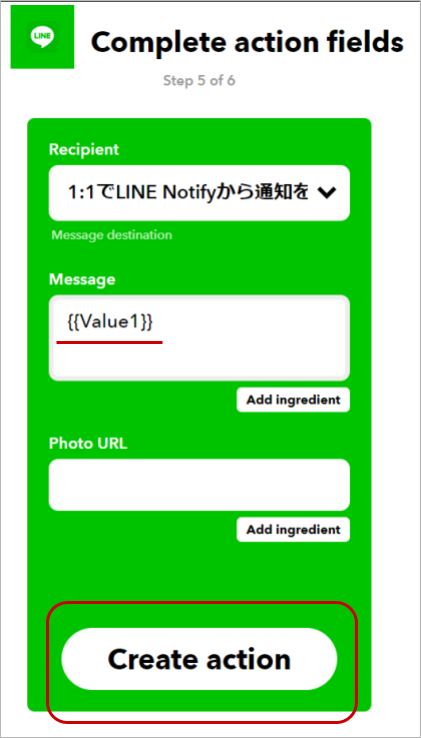 LINE
Complete action fields
Step 5 of 6
Recipient
1:1でLINE Notifyから通知を
Message destination
Message
{{Value1}}
Add ingredient
Photo URL
Add ingredient
Create action